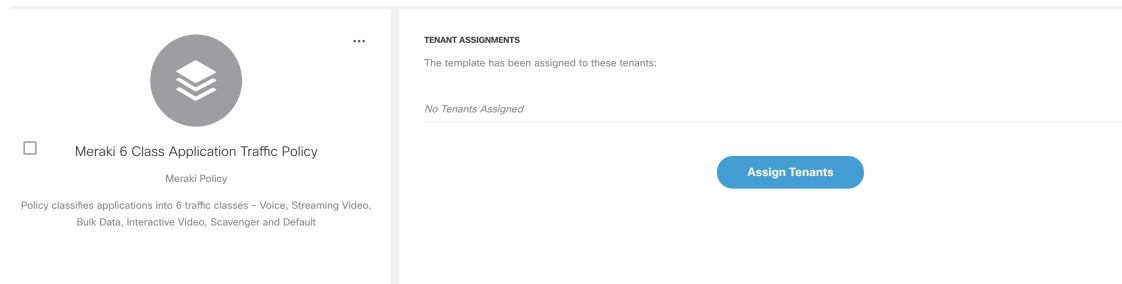 Meraki 6 Class Application Traffic Policy
Meraki Policy
Policy classifies applications into 6 traffic classes - Voice, Streaming Video,
Bulk Data, Interactive Video, Scavenger and Default
TENANT ASSIGNMENTS
The template has been assigned to these tenants:
No Tenants Assigned
Assign Tenants